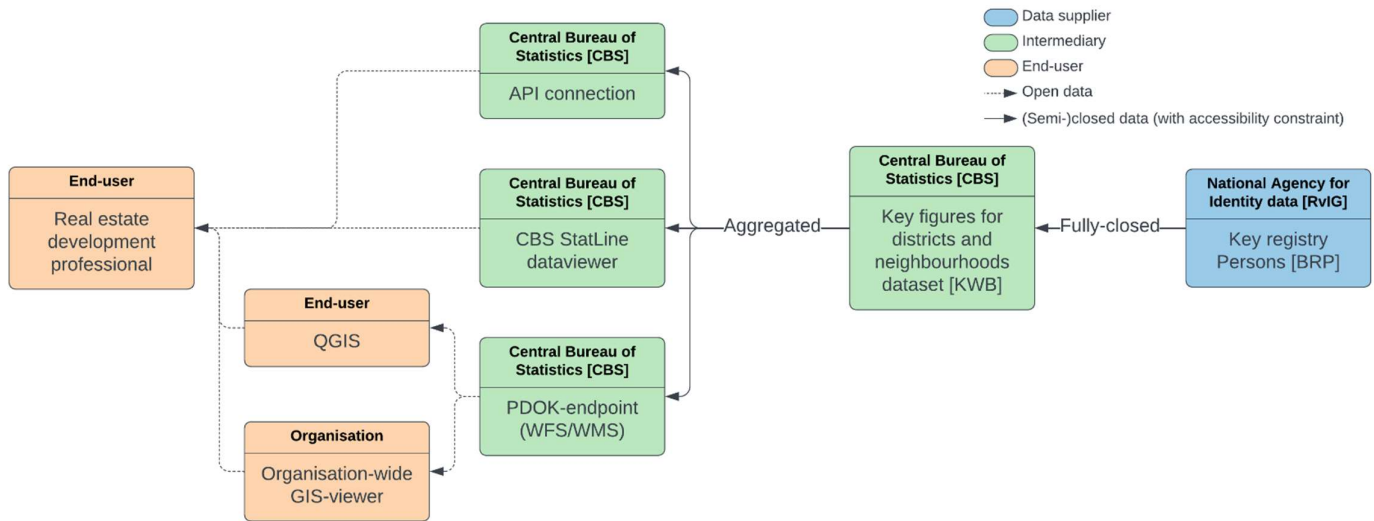 Data supplier
Intermediary
End-user
Open data
(Semi-)closed data (with accessibility constraint)
Central Bureau of
Statistics [CBS]
API connection
End-user
Real estate
development
professional
Central Bureau of
Statistics [CBS]
CBS StatLine
dataviewer
Aggregated
Central Bureau of
Statistics [CBS]
Key figures for
districts and
neighbourhoods
dataset [KWB]
Fully-closed
National Agency for
Identity data [RvIG]
Key registry
Persons [BRP]
End-user
QGIS
Central Bureau of
Statistics [CBS]
PDOK-endpoint
(WFS/WMS)
Organisation
Organisation-wide
GIS-viewer